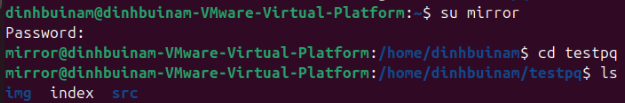 dinhbuinam@dinhbuinam-VMware-Virtual-Platform:~$ su mirror
Password:
mirror@dinhbuinam-VMware-Virtual-Platform:/home/dinhbuinam$ cd testpq
mirror@dinhbuinam-VMware-Virtual-Platform:/home/dinhbuinam/testpq$ ls
img  index  src